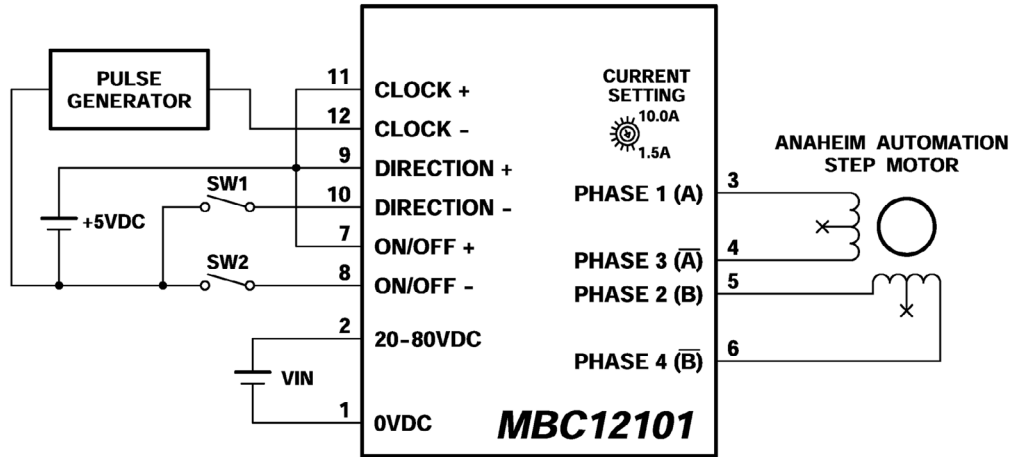 PULSE
GENERATOR
11
CLOCK +
12
CLOCK -
9
DIRECTION +
SW1
10
DIRECTION -
+5VDC
7
ON/OFF +
SW2
8
ON/OFF -
2
20-80VDC
VIN
1
0VDC
CURRENT
SETTING
10.0A
1.5A
PHASE 1 (A)
3
PHASE 3 (A̅)
4
PHASE 2 (B)
5
PHASE 4 (B̅)
6
ANAHEIM AUTOMATION
STEP MOTOR
MBC12101